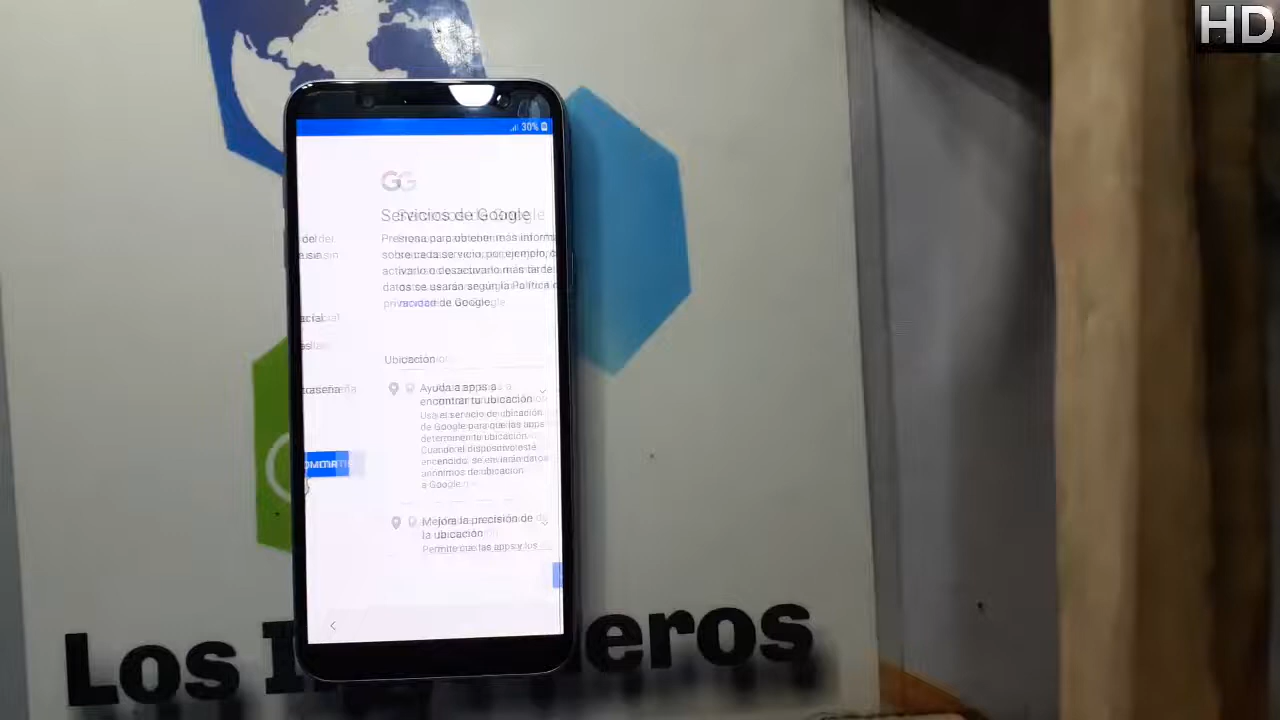 HD
30%
GG
Servicios de Google
Presiona para obtener más inform
sobre cada servicio, por ejemplo, c
activarlo o desactivarlo más tarde
datos se usarán según la Política
privacidad de Google.
Ubicación
Ayuda a apps a
encontrar tu ubicación
Usa el servicio de ubicación
de Google para que las apps
determinen tu ubicación.
Cuando el dispositivo esté
encendido, se enviarán datos
anónimos de ubicación
a Google
Mejora la precisión de
la ubicación
Permite que las apps y los
Los I eros